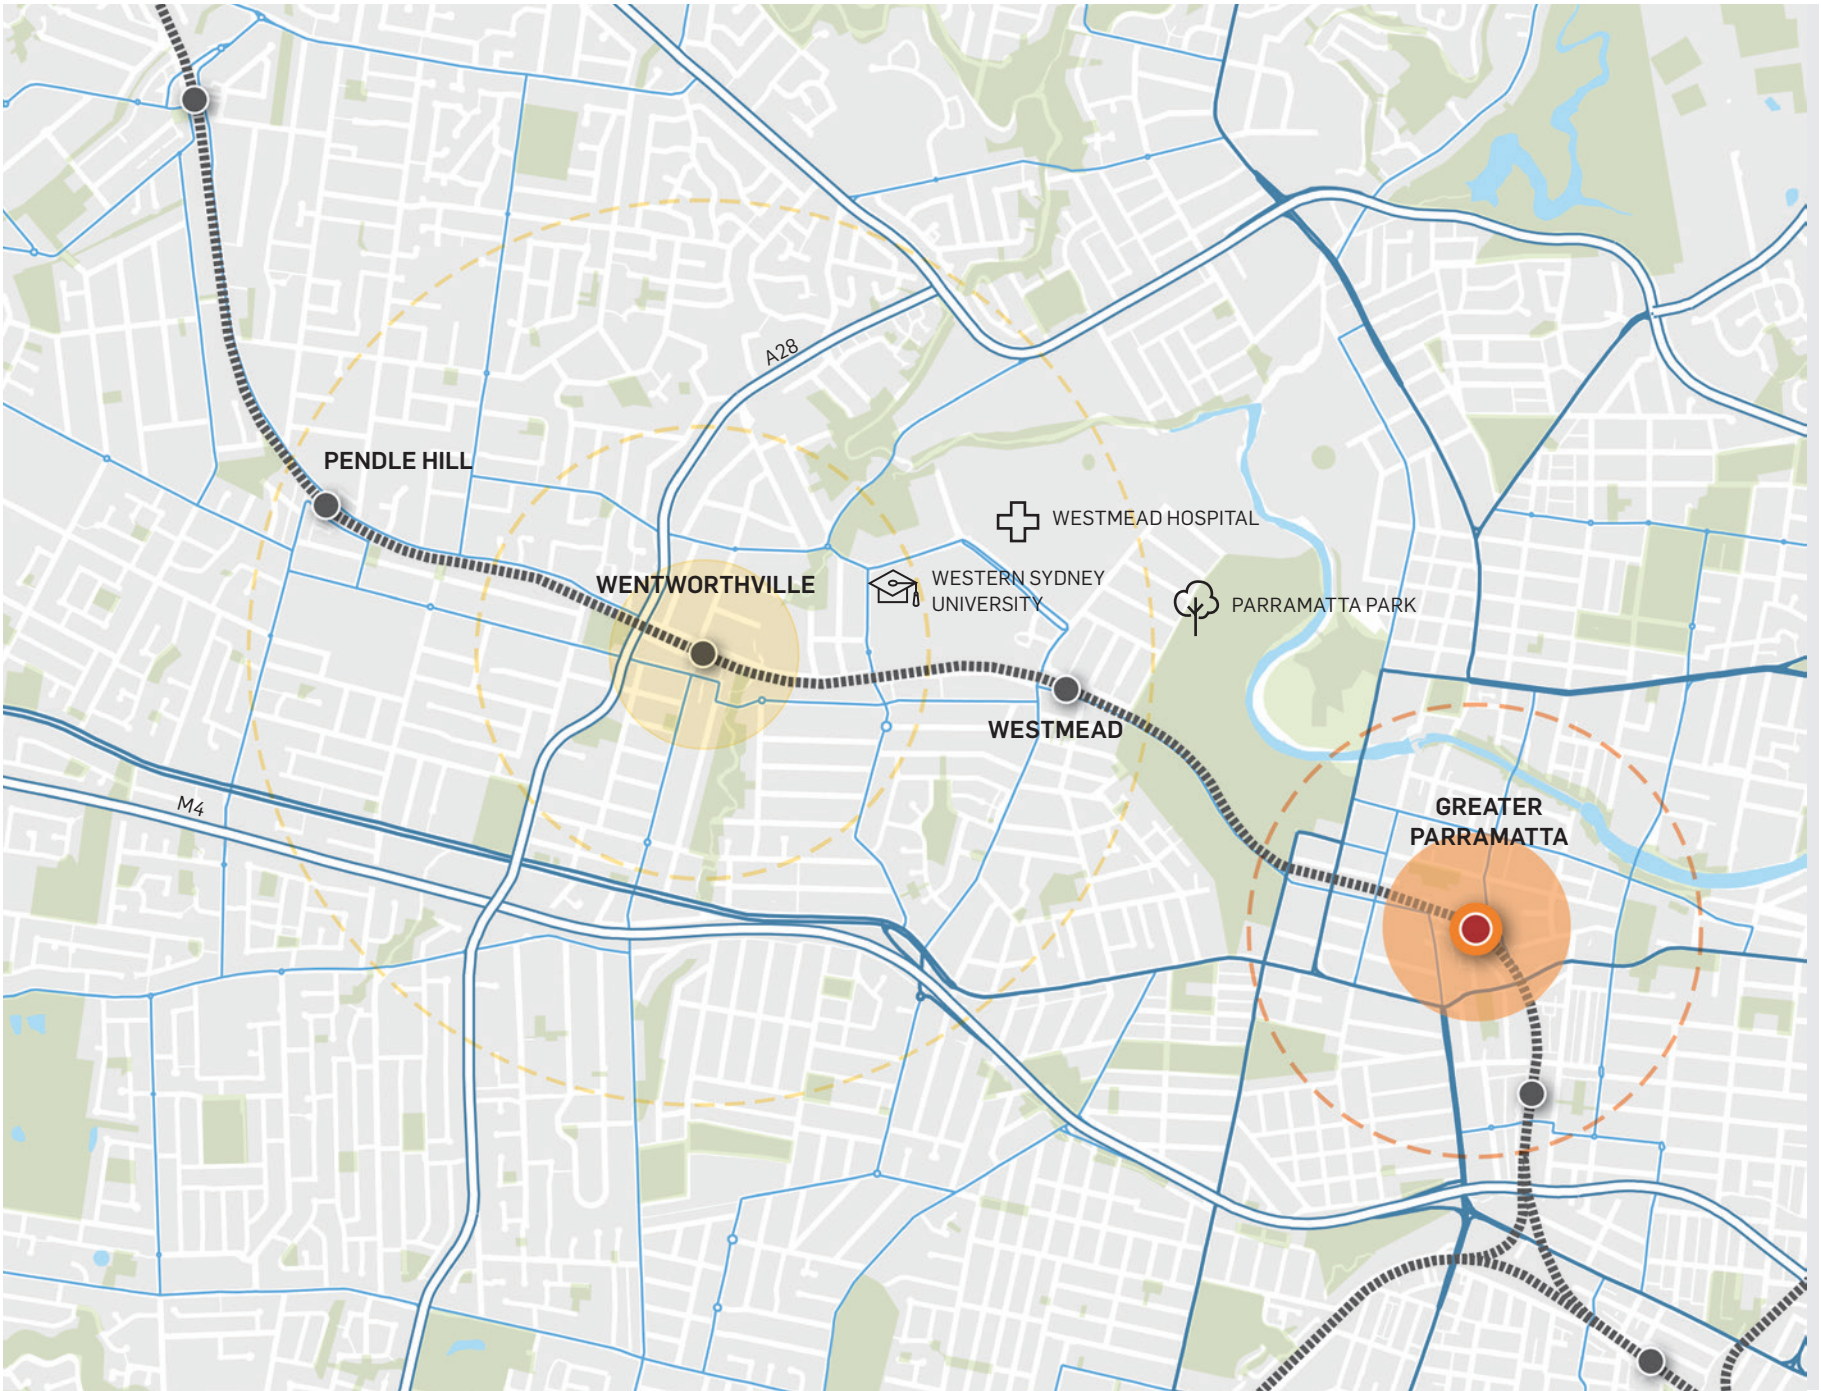 A28
PENDLE HILL
WESTMEAD HOSPITAL
WENTWORTHVILLE
WESTERN SYDNEY
UNIVERSITY
PARRAMATTA PARK
WESTMEAD
M4
GREATER
PARRAMATTA